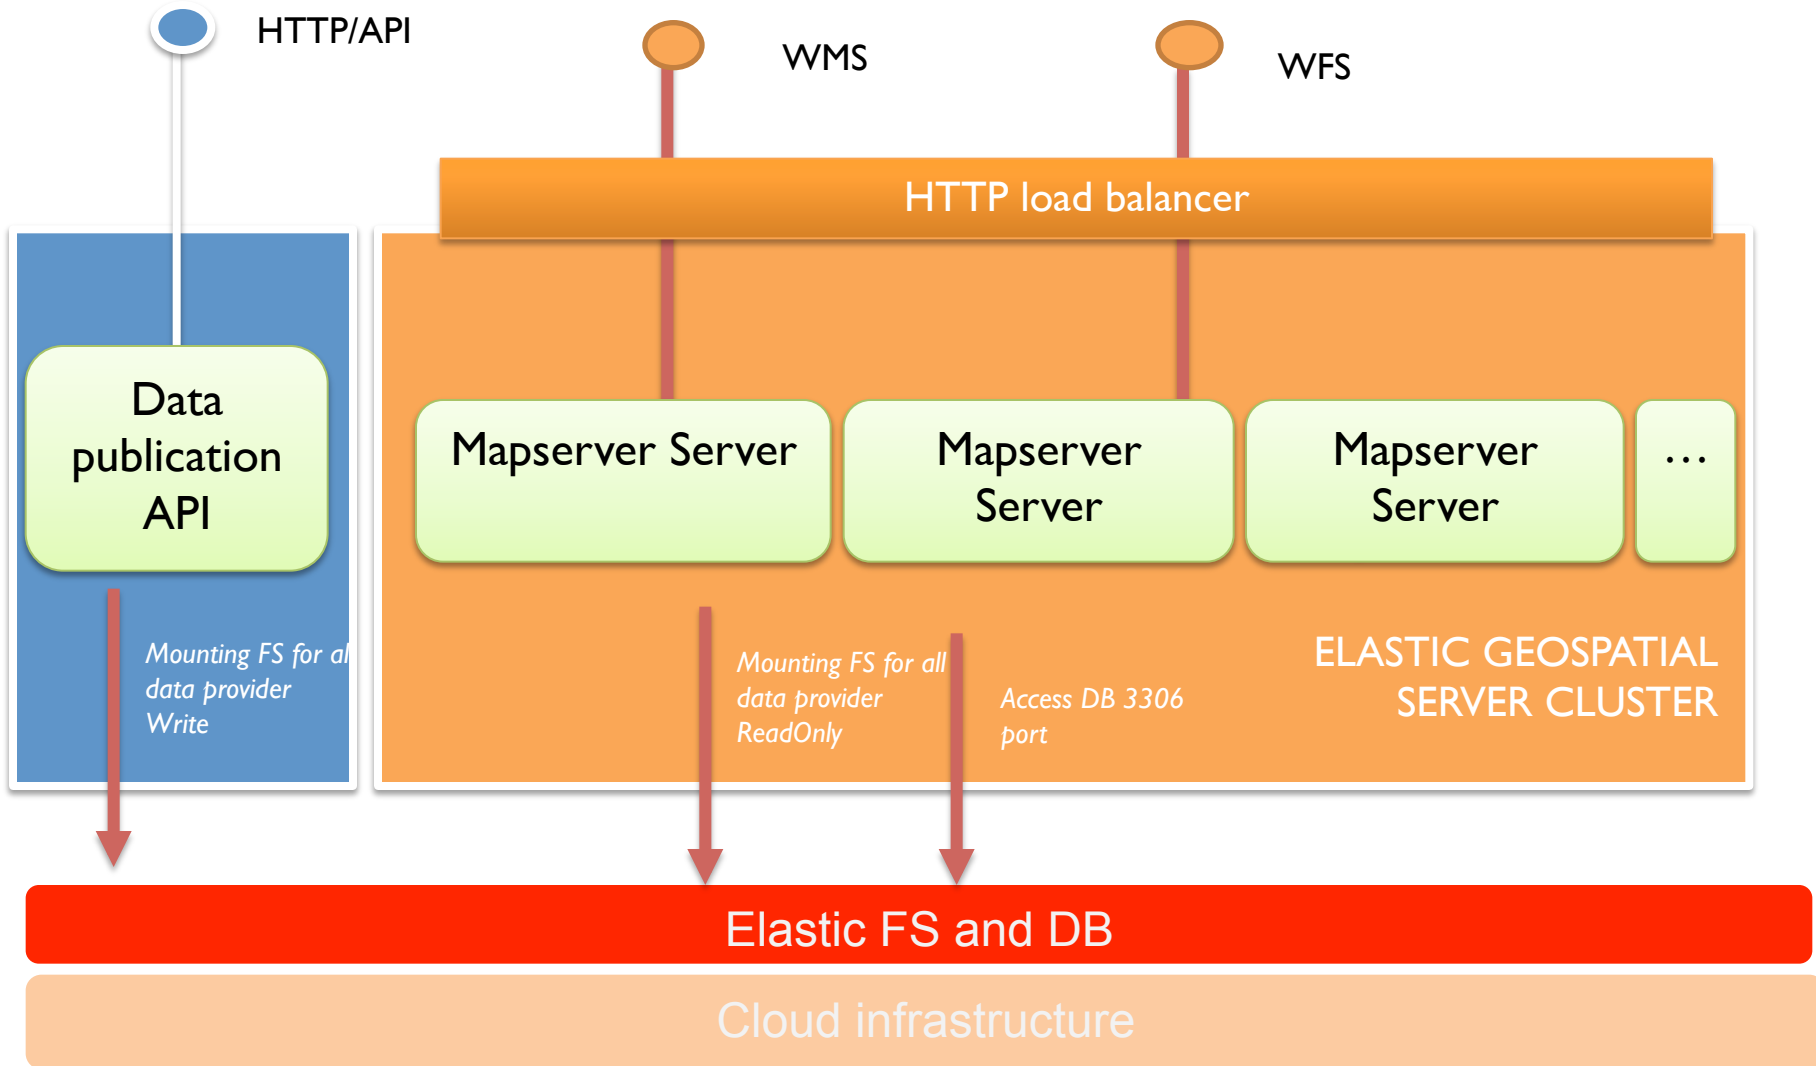 HTTP/API
WMS
WFS
HTTP load balancer
Data
publication
API
Mapserver Server
Mapserver
Server
Mapserver
Server
...
Mounting FS for all
data provider
Write
Mounting FS for all
data provider
ReadOnly
Access DB 3306
port
ELASTIC GEOSPATIAL
SERVER CLUSTER
Elastic FS and DB
Cloud infrastructure